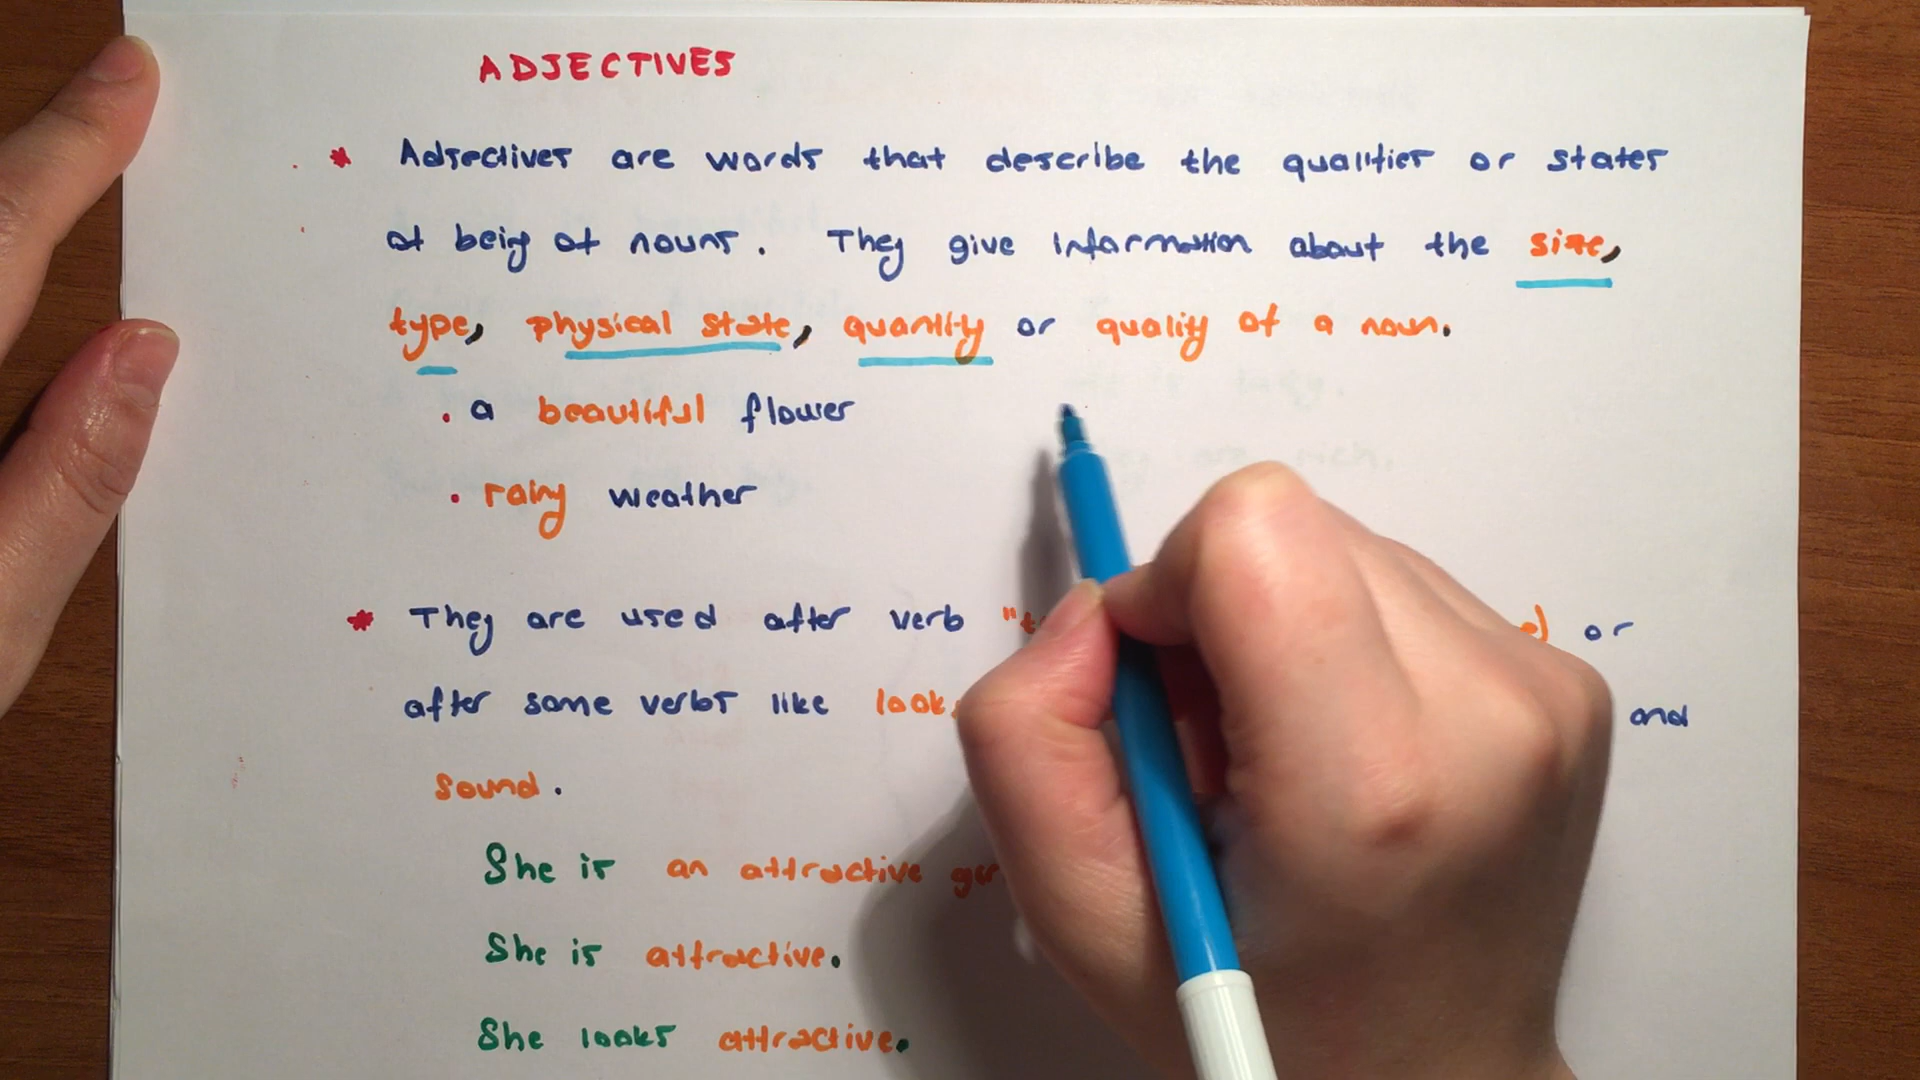 ADJECTIVES
* Adjectives are words that describe the qualities or states
of being of nouns. They give information about the size,
type, physical state, quantity or quality of a noun.
. a beautiful flower
. rainy weather
* They are used after verb or
after some verbs like look, and
sound.
She is an attractive
She is attractive.
She looks attractive.